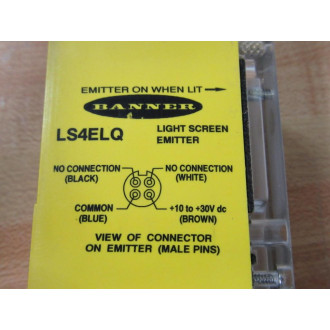 EMITTER ON WHEN LIT →
BANNER
LS4ELQ
LIGHT SCREEN
EMITTER
NO CONNECTION
(BLACK)
NO CONNECTION
(WHITE)
COMMON
(BLUE)
+10 to +30V dc
(BROWN)
VIEW OF CONNECTOR
ON EMITTER (MALE PINS)